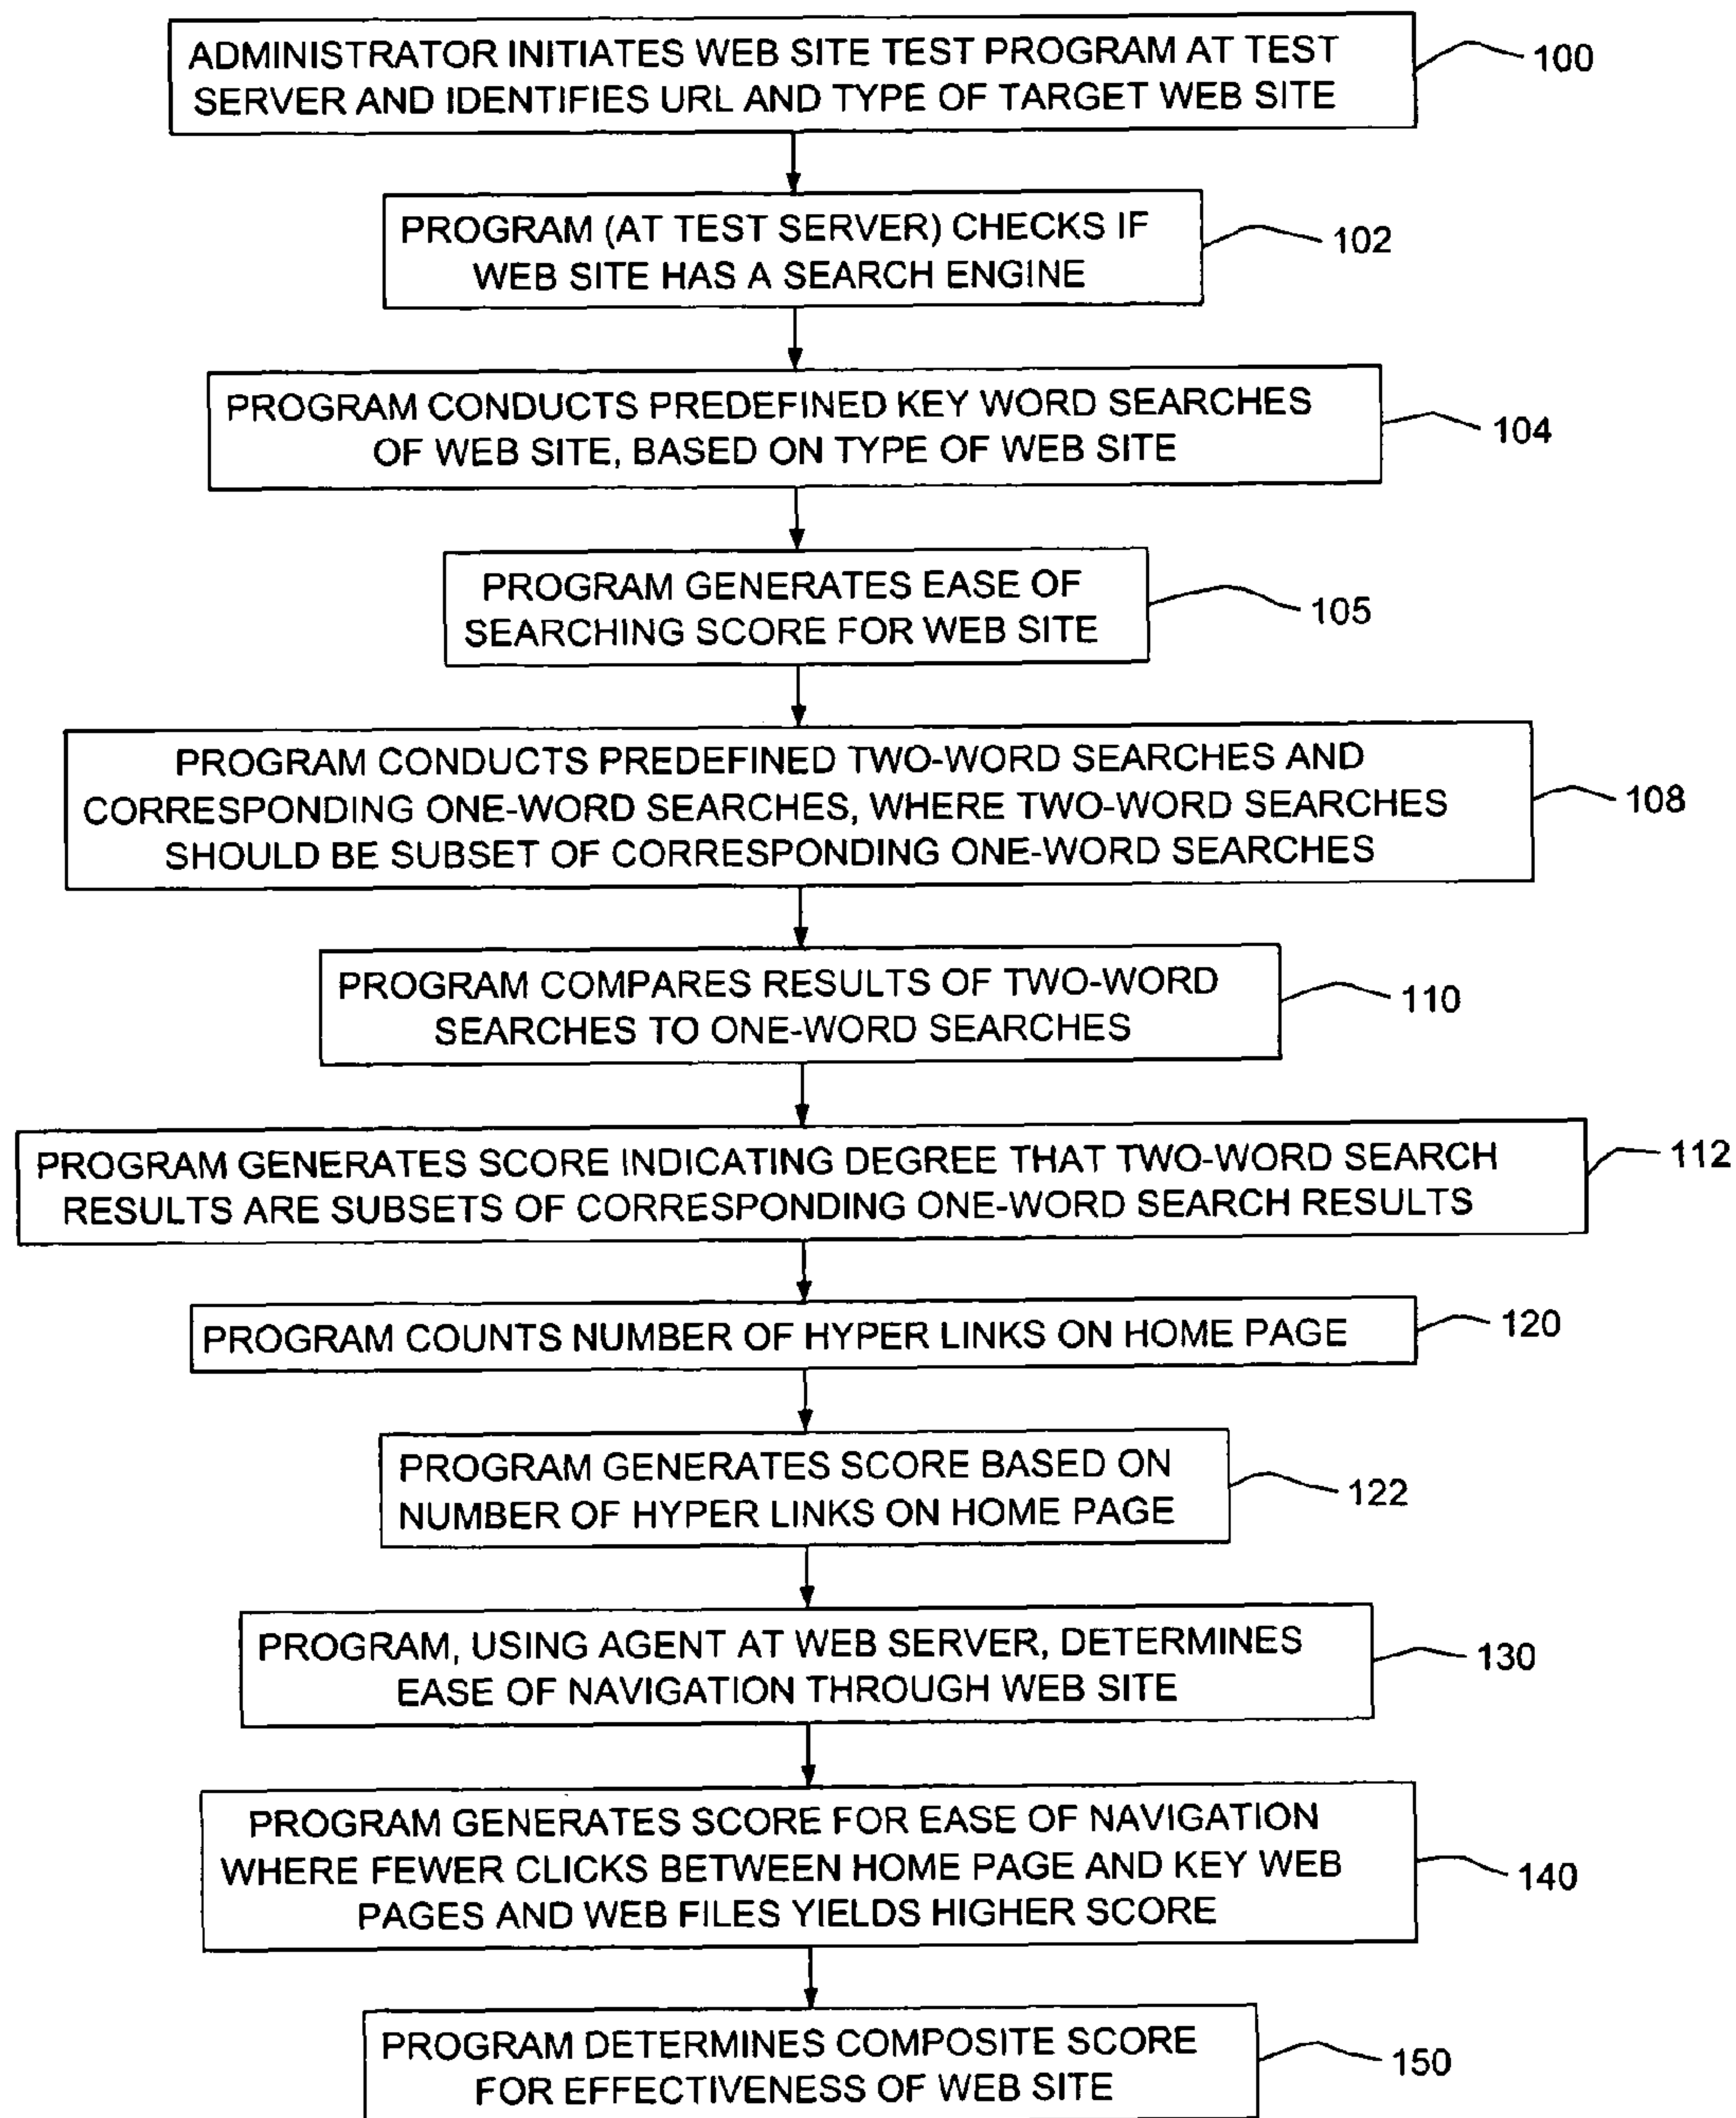 ADMINISTRATOR INITIATES WEB SITE TEST PROGRAM AT TEST
SERVER AND IDENTIFIES URL AND TYPE OF TARGET WEB SITE
100
PROGRAM (AT TEST SERVER) CHECKS IF
WEB SITE HAS A SEARCH ENGINE
102
PROGRAM CONDUCTS PREDEFINED KEY WORD SEARCHES
OF WEB SITE, BASED ON TYPE OF WEB SITE
104
PROGRAM GENERATES EASE OF
SEARCHING SCORE FOR WEB SITE
105
PROGRAM CONDUCTS PREDEFINED TWO-WORD SEARCHES AND
CORRESPONDING ONE-WORD SEARCHES, WHERE TWO-WORD SEARCHES
SHOULD BE SUBSET OF CORRESPONDING ONE-WORD SEARCHES
108
PROGRAM COMPARES RESULTS OF TWO-WORD
SEARCHES TO ONE-WORD SEARCHES
110
PROGRAM GENERATES SCORE INDICATING DEGREE THAT TWO-WORD SEARCH
RESULTS ARE SUBSETS OF CORRESPONDING ONE-WORD SEARCH RESULTS
112
PROGRAM COUNTS NUMBER OF HYPER LINKS ON HOME PAGE
120
PROGRAM GENERATES SCORE BASED ON
NUMBER OF HYPER LINKS ON HOME PAGE
122
PROGRAM, USING AGENT AT WEB SERVER, DETERMINES
EASE OF NAVIGATION THROUGH WEB SITE
130
PROGRAM GENERATES SCORE FOR EASE OF NAVIGATION
WHERE FEWER CLICKS BETWEEN HOME PAGE AND KEY WEB
PAGES AND WEB FILES YIELDS HIGHER SCORE
140
PROGRAM DETERMINES COMPOSITE SCORE
FOR EFFECTIVENESS OF WEB SITE
150